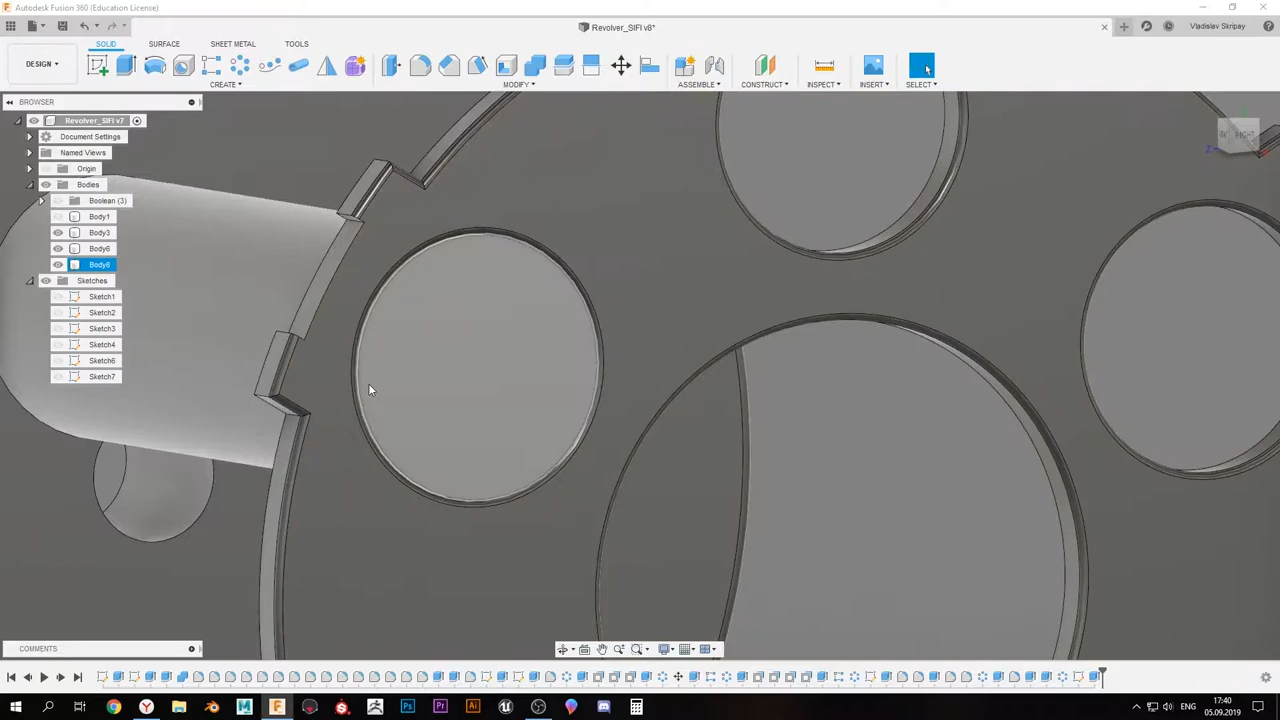 Autodesk Fusion 360 (Education License)
Revolver_SIFI v8*
Vladislav Skripay
DESIGN
SOLID SURFACE SHEET METAL TOOLS
CREATE MODIFY ASSEMBLE CONSTRUCT INSPECT INSERT SELECT
BROWSER
Revolver_SIFI v7
Document Settings
Named Views
Origin
Bodies
Boolean (3)
Body1
Body3
Body6
Body8
Sketches
Sketch1
Sketch2
Sketch3
Sketch4
Sketch6
Sketch7
RIGHT
Z
COMMENTS
17:40
05.09.2019